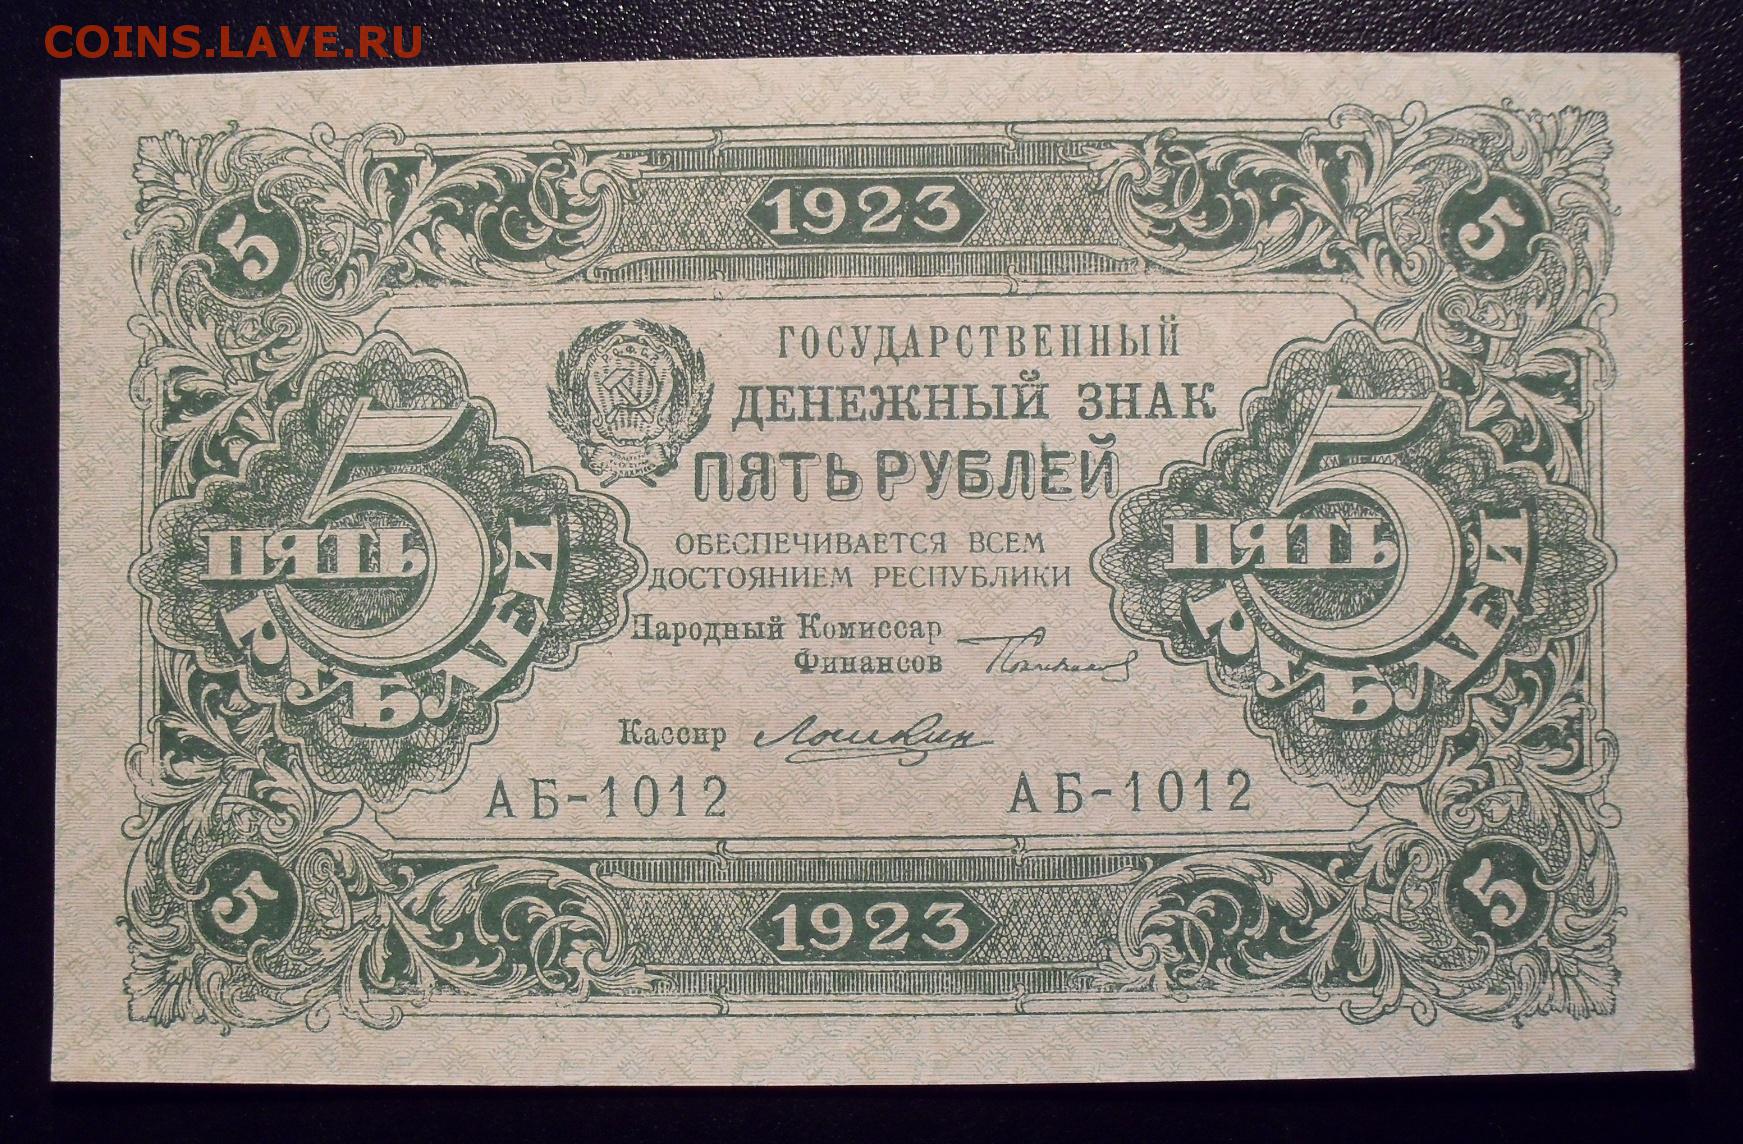 COINS.LAVE.RU
1923
5 5
ГОСУДАРСТВЕННЫЙ
ДЕНЕЖНЫЙ ЗНАК
ПЯТЬ РУБЛЕЙ
5 ПЯТЬ РУБЛЕЙ
5 ПЯТЬ РУБЛЕЙ
Р.С.Ф.С.Р.
ОБЕСПЕЧИВАЕТСЯ ВСЕМ
ДОСТОЯНИЕМ РЕСПУБЛИКИ
Народный Комиссар
Финансов
Кассир Лошкин
АБ-1012 АБ-1012
5 5
1923